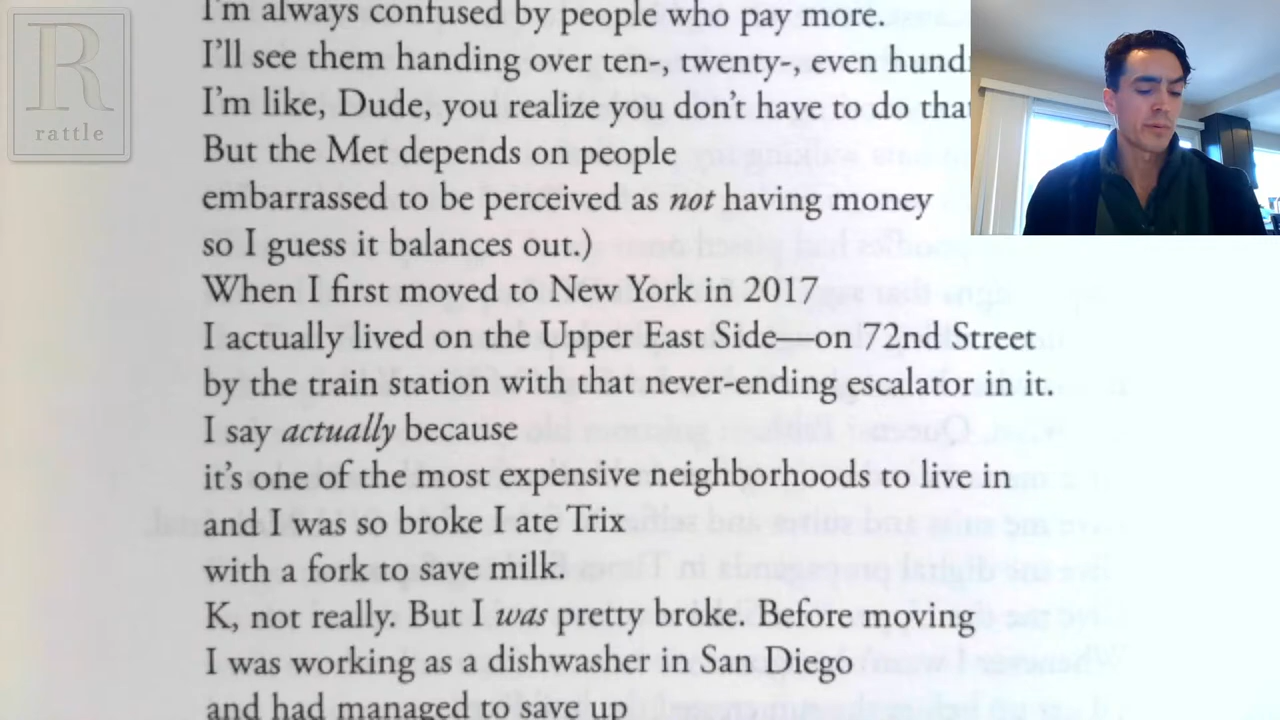 R
rattle
I'm always confused by people who pay more.
I'll see them handing over ten-, twenty-, even
I'm like, Dude, you realize you don't have to do
But the Met depends on people
embarrassed to be perceived as not having money
so I guess it balances out.)
When I first moved to New York in 2017
I actually lived on the Upper East Side—on 72nd Street
by the train station with that never-ending escalator in it.
I say actually because
it's one of the most expensive neighborhoods to live in
and I was so broke I ate Trix
with a fork to save milk.
K, not really. But I was pretty broke. Before moving
I was working as a dishwasher in San Diego
and had managed to save up